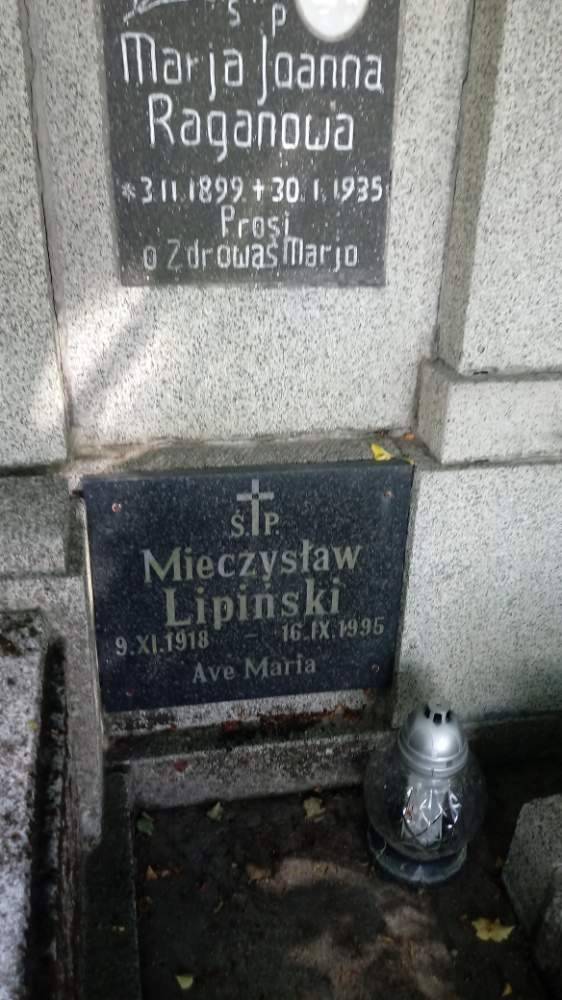 Ś P
Marja Joanna
Raganowa
*3.11.1899+30.1.1935
Prosi
o Zdrowaś Marjo
Ś.P.
Mieczysław
Lipiński
9.XI.1918 - 16.IX.1995
Ave Maria